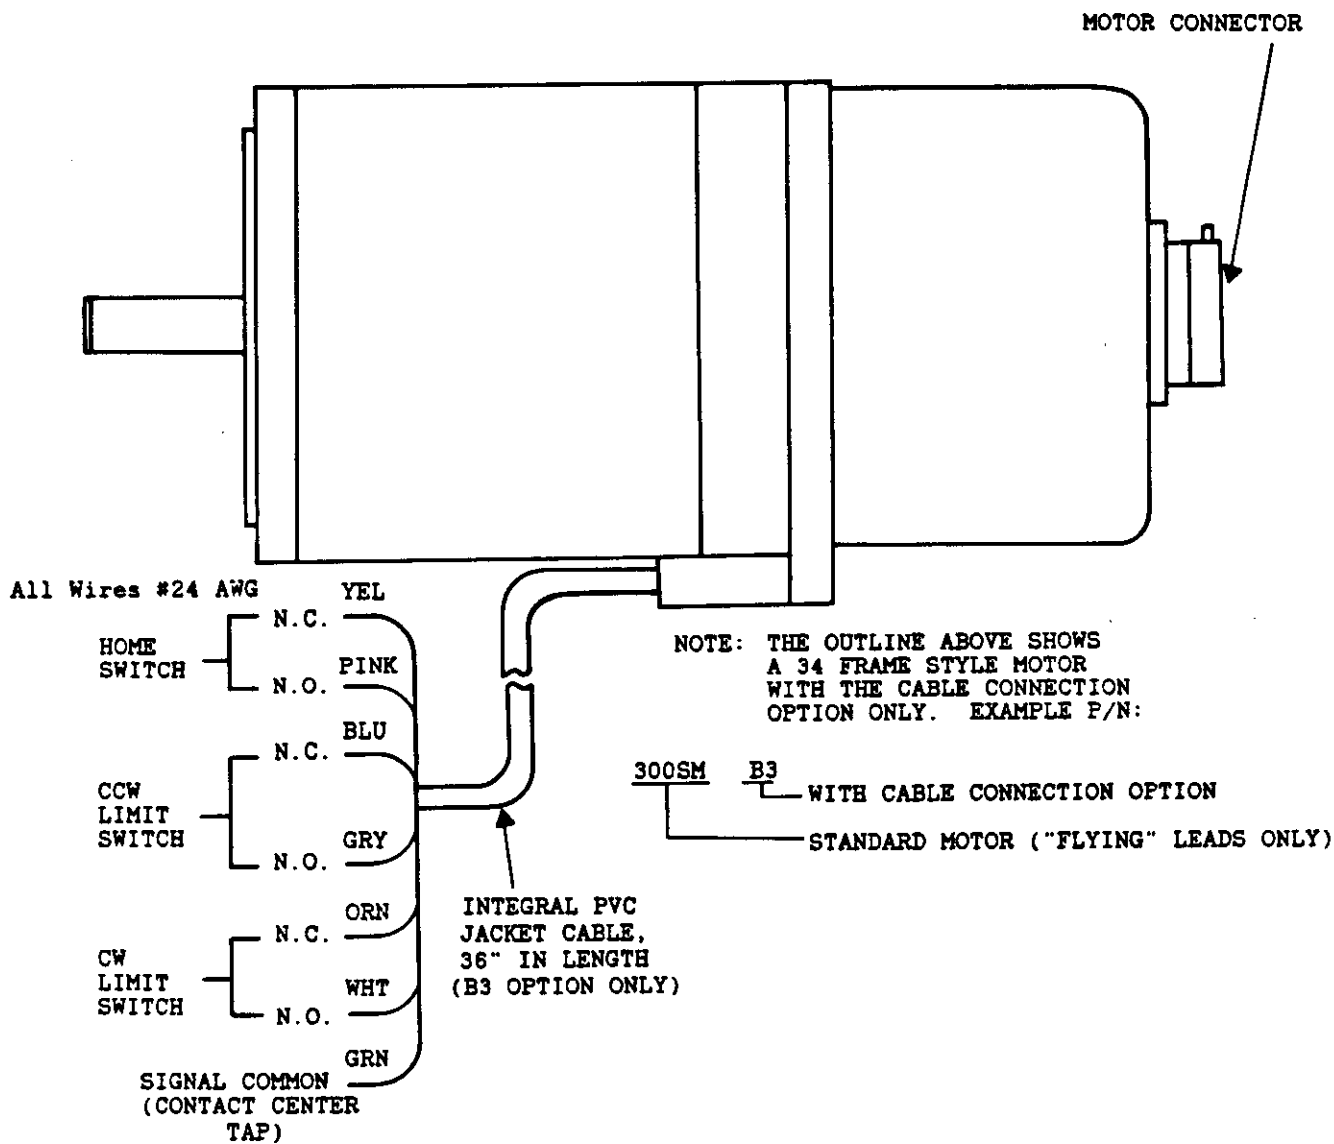 MOTOR CONNECTOR
All Wires #24 AWG
YEL
N.C.
HOME
SWITCH
PINK
N.O.
BLU
N.C.
CCW
LIMIT
SWITCH
GRY
N.O.
ORN
N.C.
CW
LIMIT
SWITCH
WHT
N.O.
GRN
SIGNAL COMMON
(CONTACT CENTER
TAP)
INTEGRAL PVC
JACKET CABLE,
36" IN LENGTH
(B3 OPTION ONLY)
NOTE: THE OUTLINE ABOVE SHOWS
A 34 FRAME STYLE MOTOR
WITH THE CABLE CONNECTION
OPTION ONLY. EXAMPLE P/N:
300SM B3
WITH CABLE CONNECTION OPTION
STANDARD MOTOR ("FLYING" LEADS ONLY)